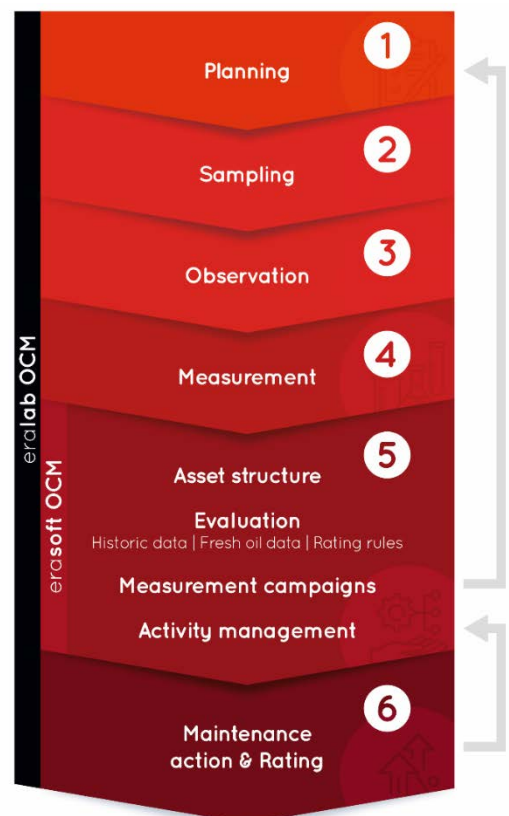 1
Planning
2
Sampling
3
Observation
4
Measurement
eralab OCM
5
Asset structure
Evaluation
Historic data | Fresh oil data | Rating rules
Measurement campaigns
Activity management
erasoft OCM
6
Maintenance
action & Rating